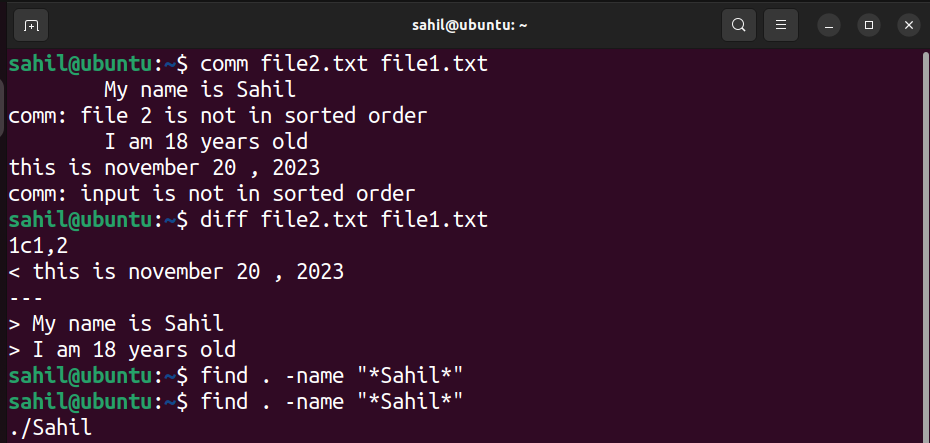 sahil@ubuntu: ~
sahil@ubuntu:~$ comm file2.txt file1.txt
        My name is Sahil
comm: file 2 is not in sorted order
        I am 18 years old
this is november 20 , 2023
comm: input is not in sorted order
sahil@ubuntu:~$ diff file2.txt file1.txt
1c1,2
< this is november 20 , 2023
---
> My name is Sahil
> I am 18 years old
sahil@ubuntu:~$ find . -name "*Sahil*"
sahil@ubuntu:~$ find . -name "*Sahil*"
./Sahil